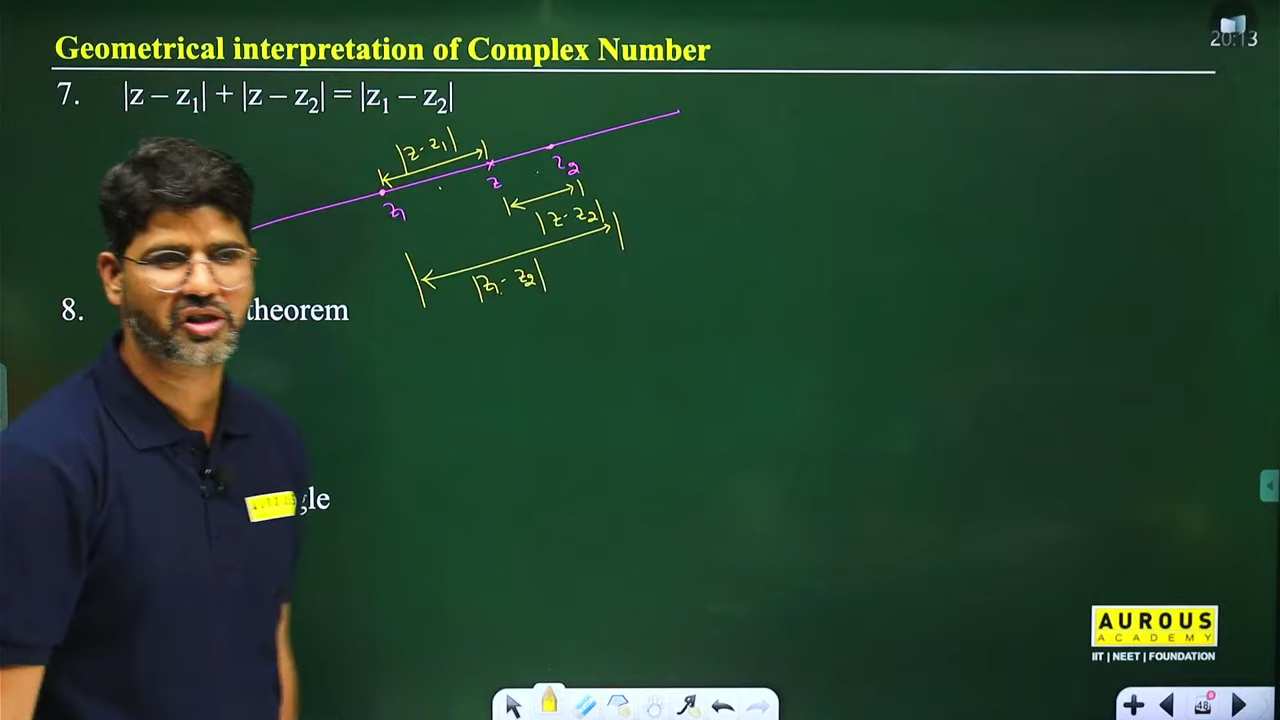 20:13
Geometrical interpretation of Complex Number
7. |z – z₁| + |z – z₂| = |z₁ – z₂|
|z - z₁|
z₂
z
z₁
|z - z₂|
|z₁ - z₂|
8. theorem
gle
AUROUS
ACADEMY
IIT | NEET | FOUNDATION
48